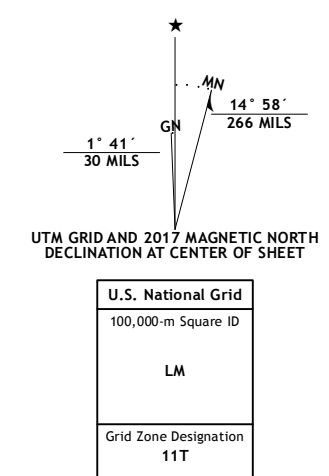 MN
GN
14° 58´
266 MILS
1° 41´
30 MILS
UTM GRID AND 2017 MAGNETIC NORTH
DECLINATION AT CENTER OF SHEET
U.S. National Grid
100,000-m Square ID
LM
Grid Zone Designation
11T